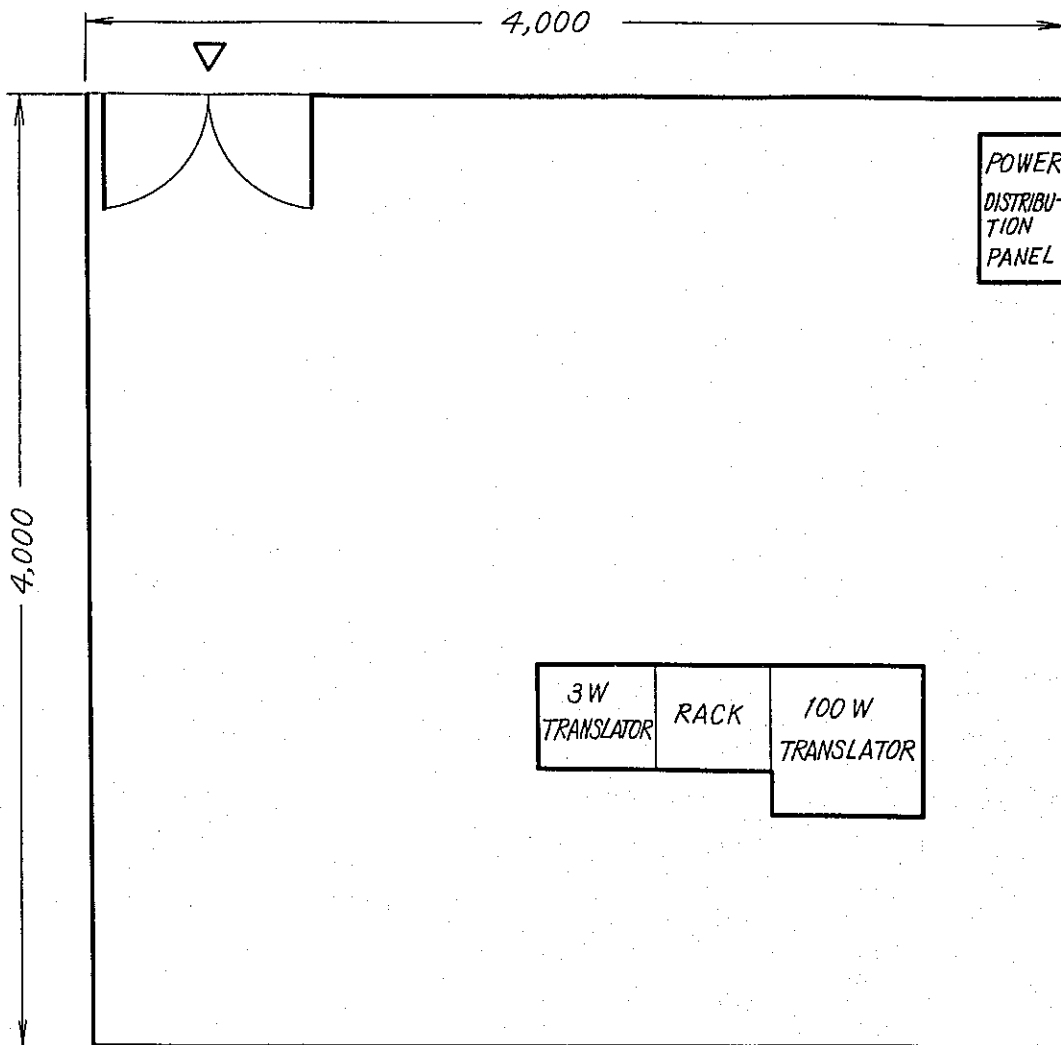 4,000
POWER
DISTRIBU-
TION
PANEL
4,000
3W
TRANSLATOR
RACK
100 W
TRANSLATOR